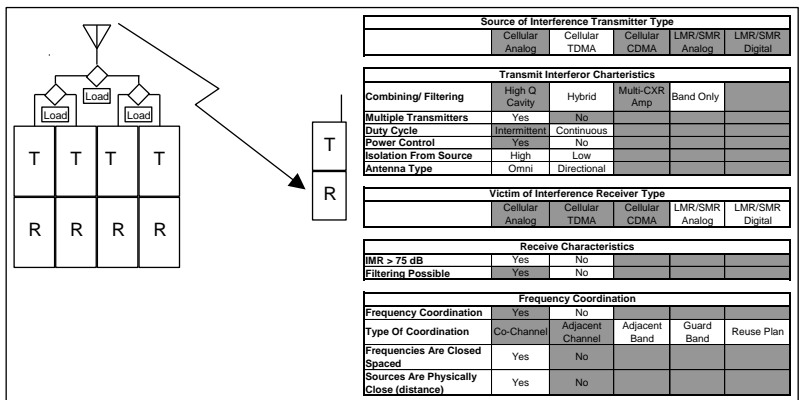 Load
Load
Load
T T T T
R R R R
T
R
Source of Interference Transmitter Type
Cellular Analog Cellular TDMA Cellular CDMA LMR/SMR Analog LMR/SMR Digital
Transmit Interferor Charteristics
Combining/ Filtering High Q Cavity Hybrid Multi-CXR Amp Band Only
Multiple Transmitters Yes No
Duty Cycle Intermittent Continuous
Power Control Yes No
Isolation From Source High Low
Antenna Type Omni Directional
Victim of Interference Receiver Type
Cellular Analog Cellular TDMA Cellular CDMA LMR/SMR Analog LMR/SMR Digital
Receive Characteristics
IMR > 75 dB Yes No
Filtering Possible Yes No
Frequency Coordination
Frequency Coordination Yes No
Type Of Coordination Co-Channel Adjacent Channel Adjacent Band Guard Band Reuse Plan
Frequencies Are Closed Spaced Yes No
Sources Are Physically Close (distance) Yes No